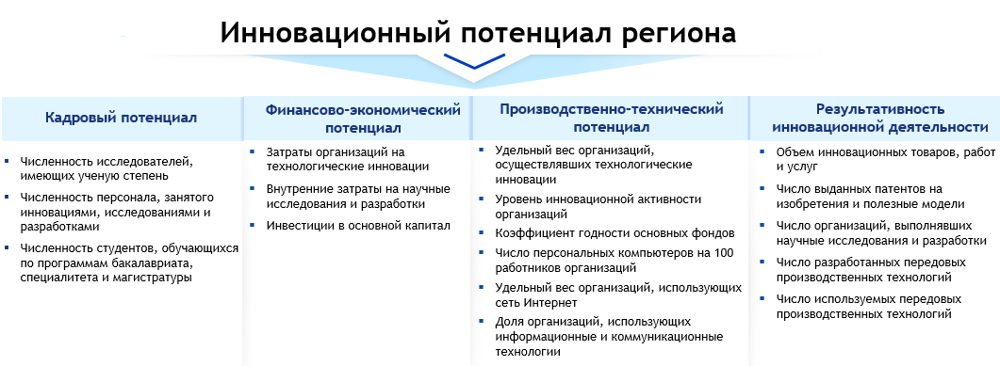 Инновационный потенциал региона
Кадровый потенциал
Численность исследователей,
имеющих ученую степень
Численность персонала, занятого
инновациями, исследованиями и
разработками
Численность студентов, обучающихся
по программам бакалавриата,
специалитета и магистратуры
Финансово-экономический
потенциал
Затраты организаций на
технологические инновации
Внутренние затраты на научные
исследования и разработки
Инвестиции в основной капитал
Производственно-технический
потенциал
Удельный вес организаций,
осуществлявших технологические
инновации
Уровень инновационной активности
организаций
Коэффициент годности основных фондов
Число персональных компьютеров на 100
работников организаций
Удельный вес организаций, использующих
сеть Интернет
Доля организаций, использующих
информационные и коммуникационные
технологии
Результативность
инновационной деятельности
Объем инновационных товаров, работ
и услуг
Число выданных патентов на
изобретения и полезные модели
Число организаций, выполнявших
научные исследования и разработки
Число разработанных передовых
производственных технологий
Число используемых передовых
производственных технологий